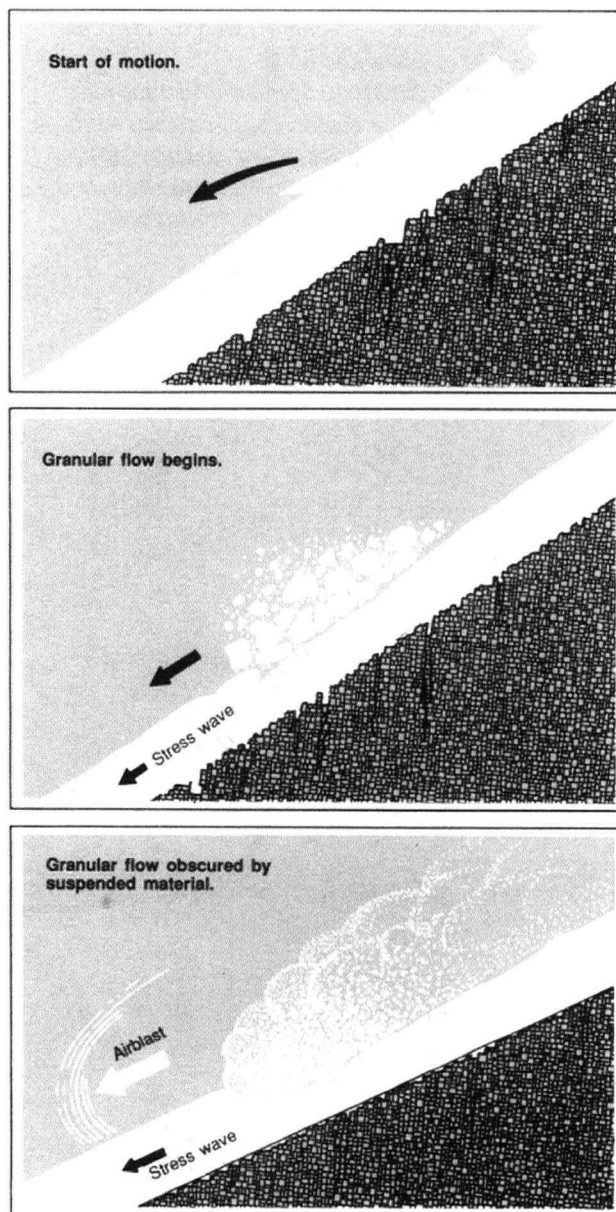 Start of motion.
Granular flow begins.
Stress wave
Granular flow obscured by
suspended material.
Airblast
Stress wave